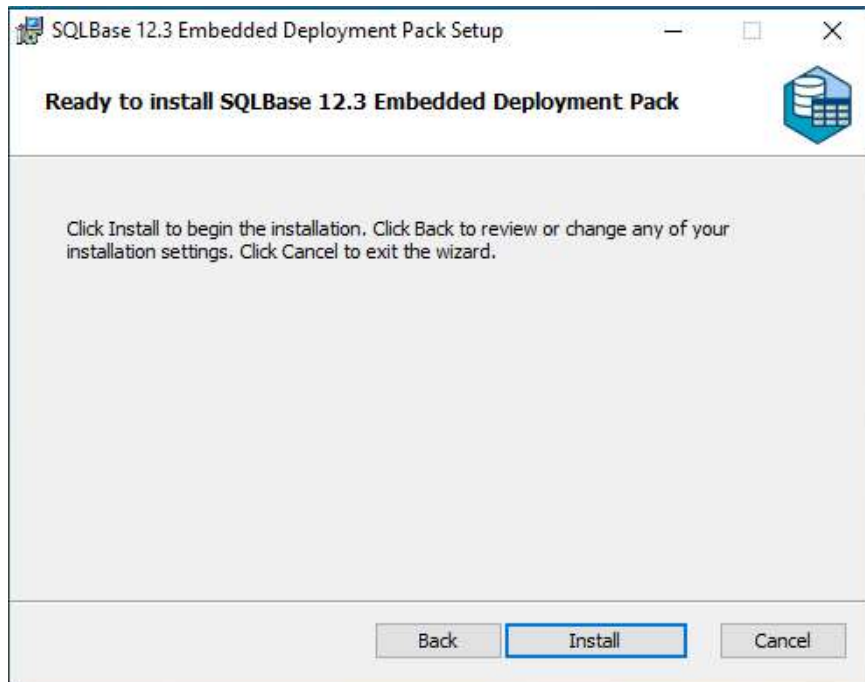 SQLBase 12.3 Embedded Deployment Pack Setup
Ready to install SQLBase 12.3 Embedded Deployment Pack
Click Install to begin the installation. Click Back to review or change any of your
installation settings. Click Cancel to exit the wizard.
Back Install Cancel